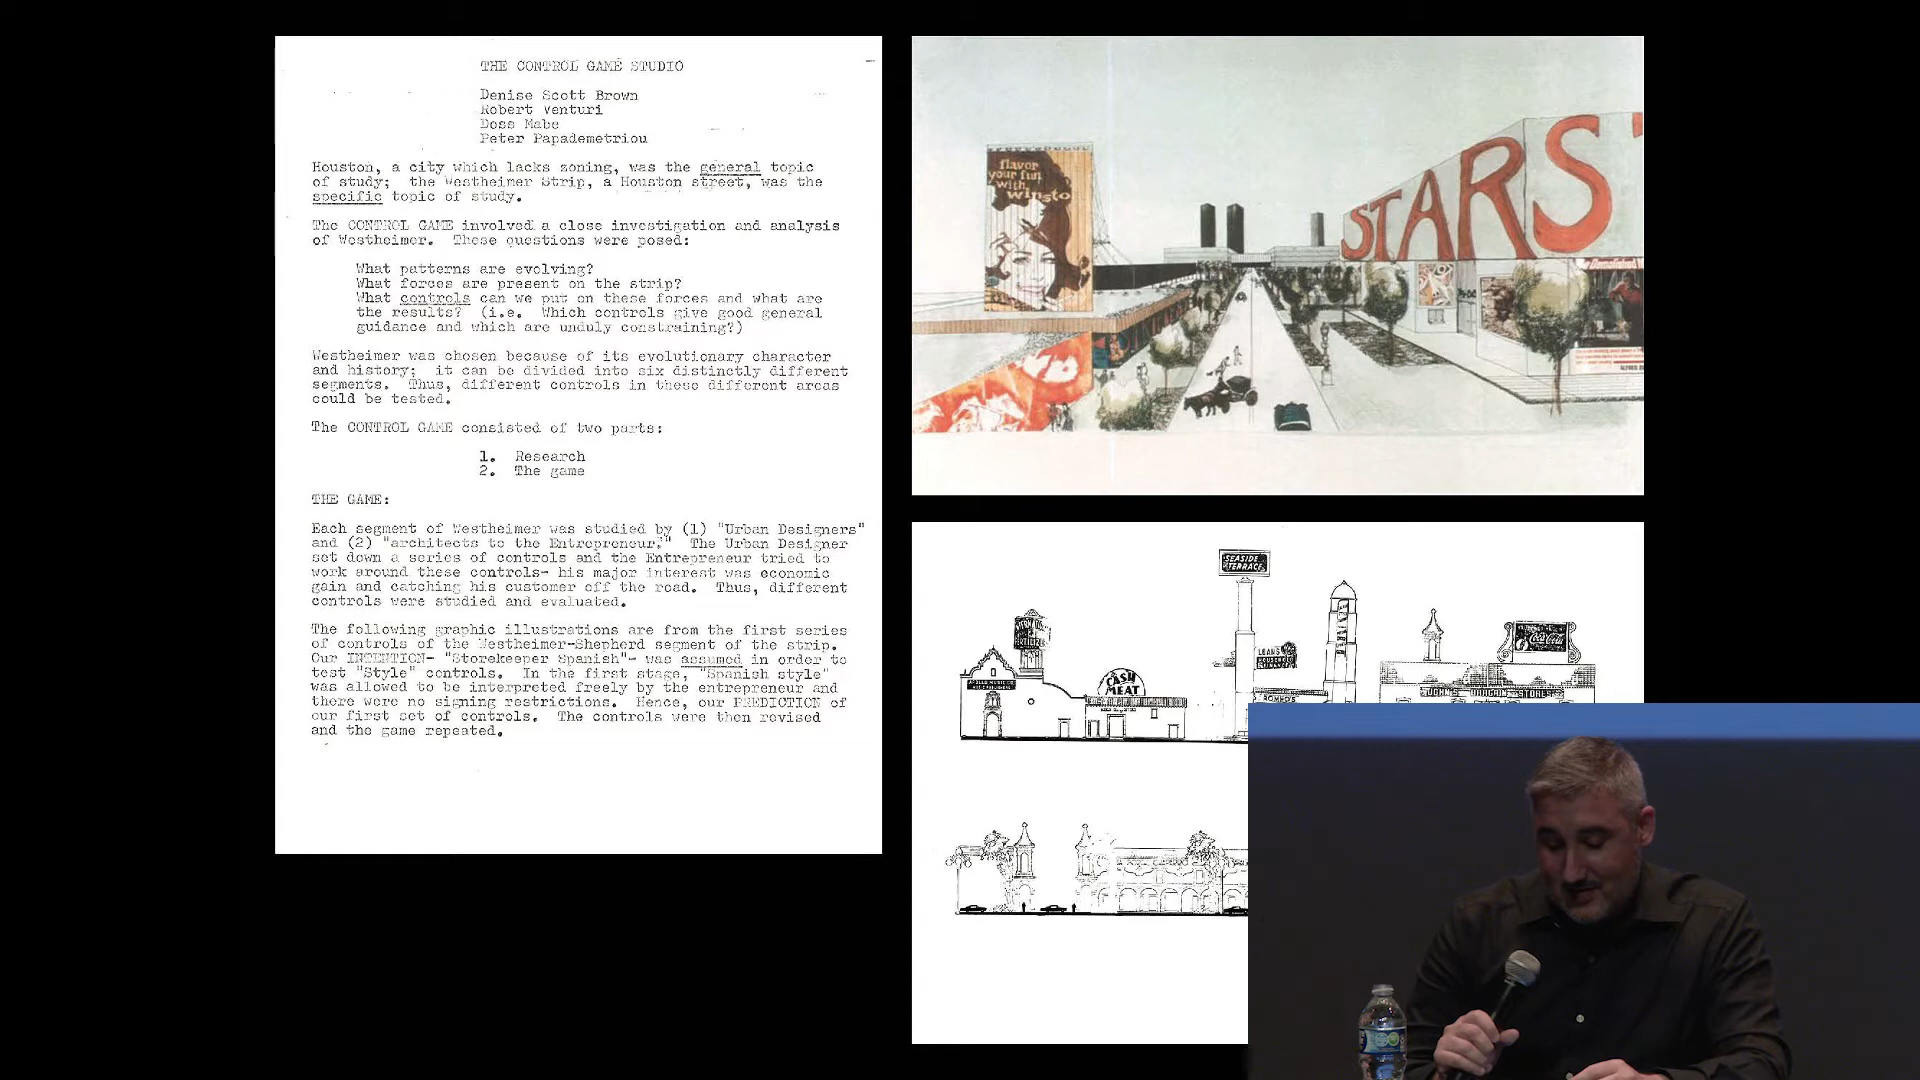 THE CONTROL GAME STUDIO
Denise Scott Brown
Robert Venturi
Doss Mabe
Peter Papademetriou
Houston, a city which lacks zoning, was the general topic
of study; the Westheimer Strip, a Houston street, was the
specific topic of study.
The CONTROL GAME involved a close investigation and analysis
of Westheimer. These questions were posed:
What patterns are evolving?
What forces are present on the strip?
What controls can we put on these forces and what are
the results? (i.e. Which controls give good general
guidance and which are unduly constraining?)
Westheimer was chosen because of its evolutionary character
and history; it can be divided into six distinctly different
segments. Thus, different controls in these different areas
could be tested.
The CONTROL GAME consisted of two parts:
1. Research
2. The game
THE GAME:
Each segment of Westheimer was studied by (1) "Urban Designers"
and (2) "architects to the Entrepreneur." The Urban Designer
set down a series of controls and the Entrepreneur tried to
work around these controls- his major interest was economic
gain and catching his customer off the road. Thus, different
controls were studied and evaluated.
The following graphic illustrations are from the first series
of controls of the Westheimer-Shepherd segment of the strip.
Our INTENTION- "Storekeeper Spanish"- was assumed in order to
test "Style" controls. In the first stage, "Spanish style"
was allowed to be interpreted freely by the entrepreneur and
there were no signing restrictions. Hence, our PREDICTION of
our first set of controls. The controls were then revised
and the game repeated.
flavor
your fun
with
winsto
STARS
SEASIDE
TERRACE
CASH
MEAT
LOANS
Coca-Cola
JOHN'S BARGAIN STORES